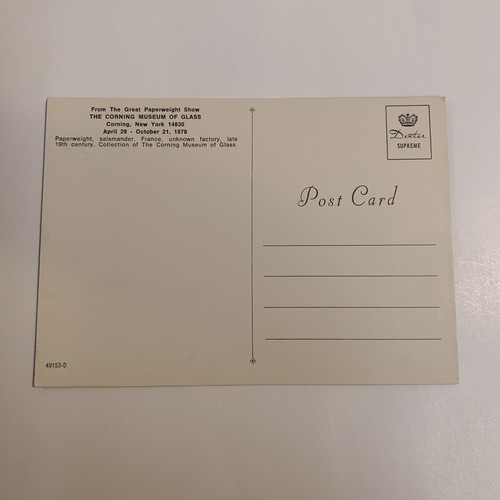 From The Great Paperweight Show
THE CORNING MUSEUM OF GLASS
Corning, New York 14830
April 29 - October 21, 1978
Paperweight, salamander. France, unknown factory, late
19th century. Collection of The Corning Museum of Glass.
Dexter
SUPREME
Post Card
49153-D